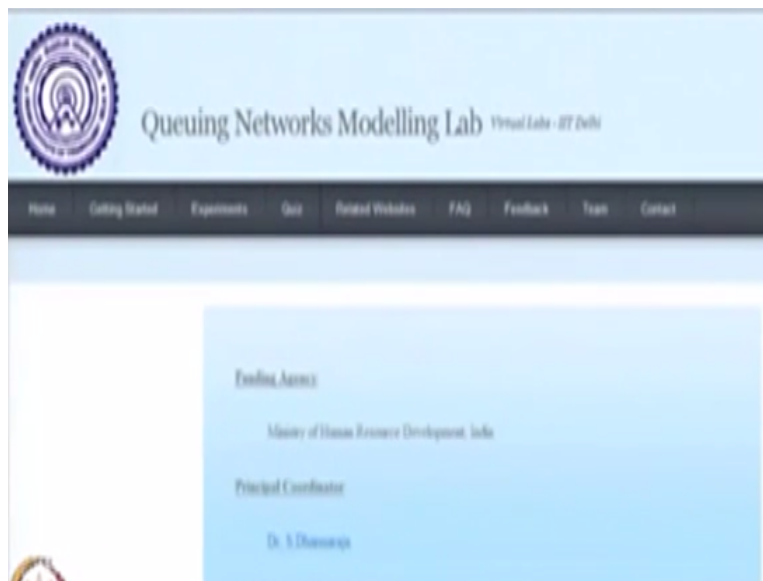 Queuing Networks Modelling Lab Virtual Labs - IIT Delhi
Home Getting Started Experiments Quiz Related Websites FAQ Feedback Team Contact
Funding Agency
Ministry of Human Resource Development, India
Principal Coordinator
Dr. S Dharmaraja